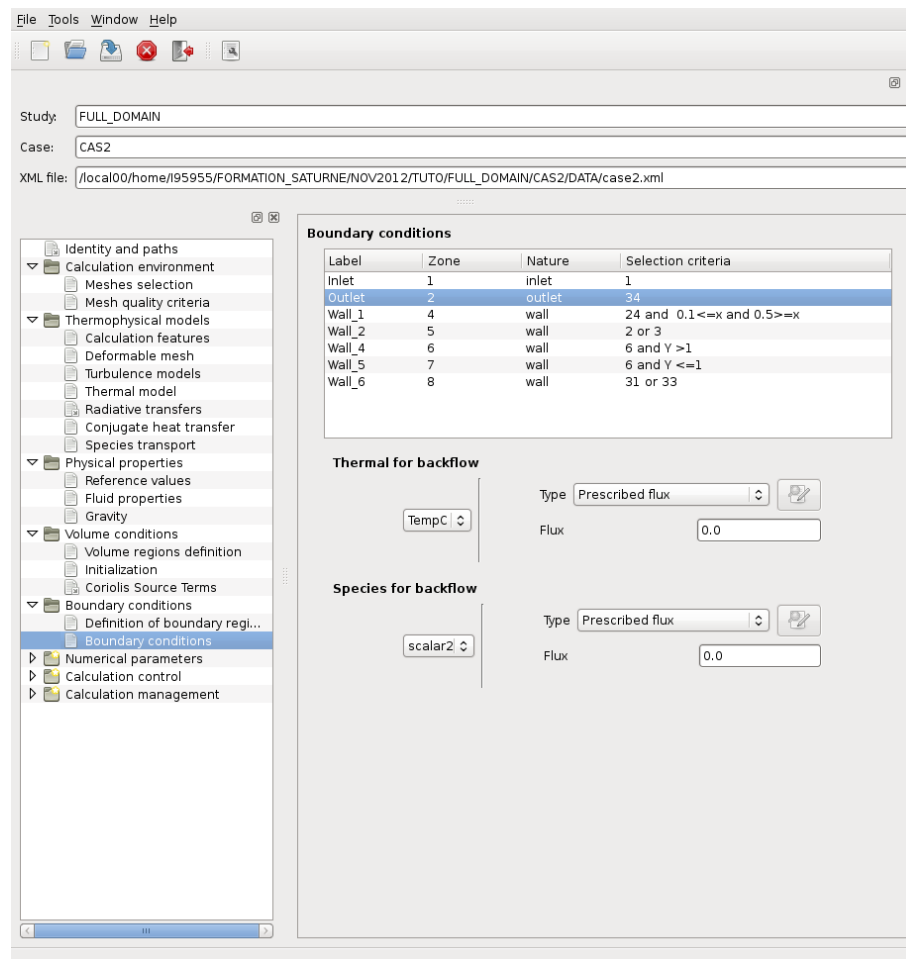 File Tools Window Help
Study: FULL_DOMAIN
Case: CAS2
XML file: /local00/home/I95955/FORMATION_SATURNE/NOV2012/TUTO/FULL_DOMAIN/CAS2/DATA/case2.xml
Identity and paths
Calculation environment
Meshes selection
Mesh quality criteria
Thermophysical models
Calculation features
Deformable mesh
Turbulence models
Thermal model
Radiative transfers
Conjugate heat transfer
Species transport
Physical properties
Reference values
Fluid properties
Gravity
Volume conditions
Volume regions definition
Initialization
Coriolis Source Terms
Boundary conditions
Definition of boundary regi...
Boundary conditions
Numerical parameters
Calculation control
Calculation management
Boundary conditions
Label Zone Nature Selection criteria
Inlet 1 inlet 1
Outlet 2 outlet 34
Wall_1 4 wall 24 and 0.1<=x and 0.5>=x
Wall_2 5 wall 2 or 3
Wall_4 6 wall 6 and Y >1
Wall_5 7 wall 6 and Y <=1
Wall_6 8 wall 31 or 33
Thermal for backflow
TempC
Type Prescribed flux
Flux 0.0
Species for backflow
scalar2
Type Prescribed flux
Flux 0.0